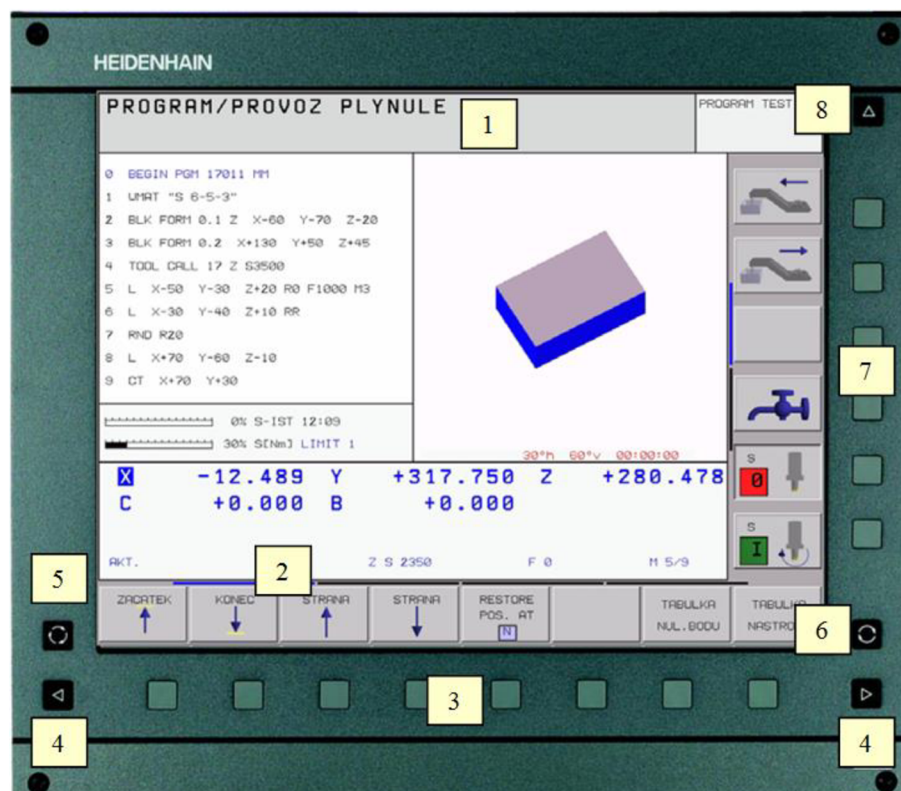 HEIDENHAIN
PROGRAM/PROVOZ PLYNULE
1
PROGRAM TEST
8
0 BEGIN PGM 17011 MM
1 WMAT "S 6-5-3"
2 BLK FORM 0.1 Z X-60 Y-70 Z-20
3 BLK FORM 0.2 X+130 Y+50 Z+45
4 TOOL CALL 17 Z S3500
5 L X-50 Y-30 Z+20 R0 F1000 M3
6 L X-30 Y-40 Z+10 RR
7 RND R20
8 L X+70 Y-60 Z-10
9 CT X+70 Y+30
7
0% S-IST 12:09
30% S[Nm] LIMIT 1
30°h 60°v 00:00:00
X -12.489 Y +317.750 Z +280.478
C +0.000 B +0.000
S
0
S
I
AKT. Z S 2350 F 0 M 5/9
2
5
ZACATEK KONEC STRANA STRANA RESTORE POS. AT N TABULKA NUL.BODU
6
3
4
4